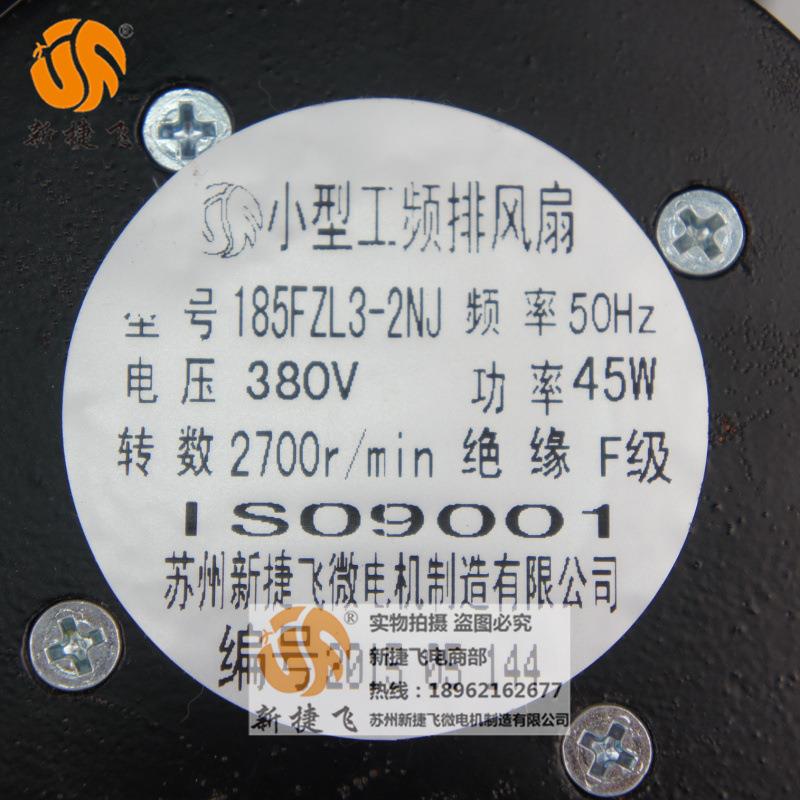 新捷飞
小型工频排风扇
型号 185FZL3-2NJ 频率 50Hz
电压 380V 功率 45W
转数 2700r/min 绝缘 F级
ISO9001
苏州新捷飞微电机制造有限公司
编号 144
新捷飞
实物拍摄 盗图必究
新捷飞电商部
热线：18962162677
苏州新捷飞微电机制造有限公司